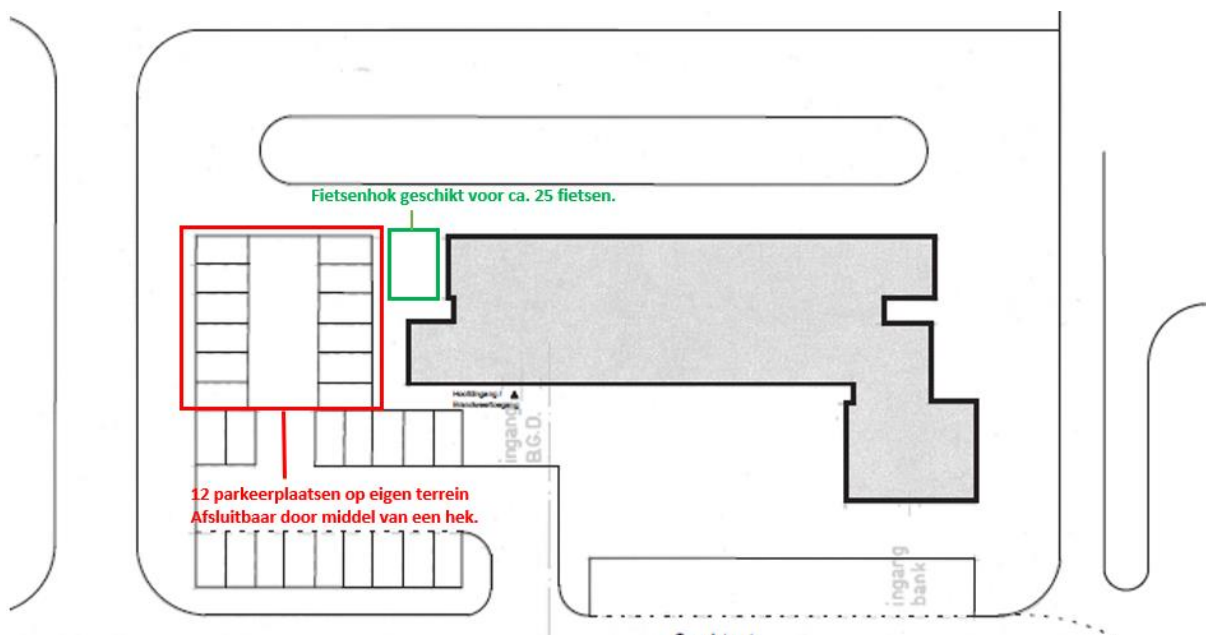 Fietsenhok geschikt voor ca. 25 fietsen.
Hoofdingang /
Brandweertoegang
ingang
B.G.D.
12 parkeerplaatsen op eigen terrein
Afsluitbaar door middel van een hek.
ingang
bank